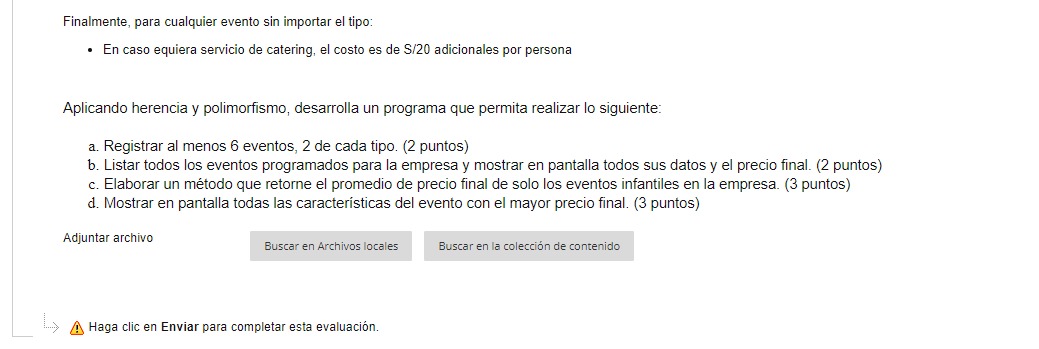 Finalmente, para cualquier evento sin importar el tipo:
• En caso equiera servicio de catering, el costo es de S/20 adicionales por persona
Aplicando herencia y polimorfismo, desarrolla un programa que permita realizar lo siguiente:
a. Registrar al menos 6 eventos, 2 de cada tipo. (2 puntos)
b. Listar todos los eventos programados para la empresa y mostrar en pantalla todos sus datos y el precio final. (2 puntos)
c. Elaborar un método que retorne el promedio de precio final de solo los eventos infantiles en la empresa. (3 puntos)
d. Mostrar en pantalla todas las características del evento con el mayor precio final. (3 puntos)
Adjuntar archivo
Buscar en Archivos locales
Buscar en la colección de contenido
Haga clic en Enviar para completar esta evaluación.